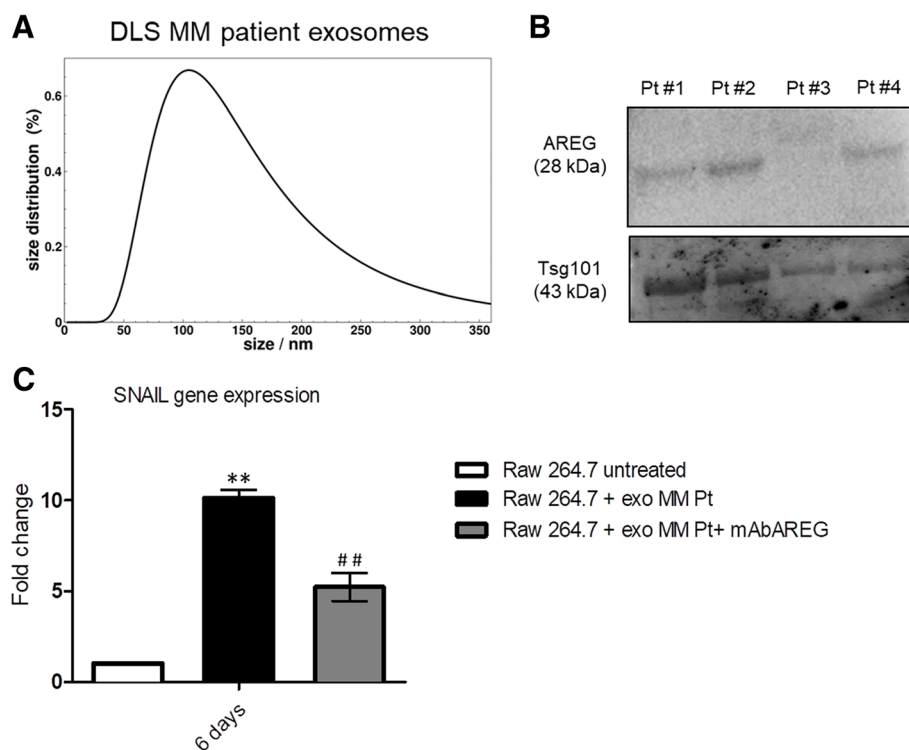 A
DLS MM patient exosomes
size distribution (%)
0.6
0.4
0.2
0
0 50 100 150 200 250 300 350
size / nm
B
Pt #1 Pt #2 Pt #3 Pt #4
AREG
(28 kDa)
Tsg101
(43 kDa)
C
SNAIL gene expression
Fold change
15
10
5
0
**
##
6 days
Raw 264.7 untreated
Raw 264.7 + exo MM Pt
Raw 264.7 + exo MM Pt+ mAbAREG